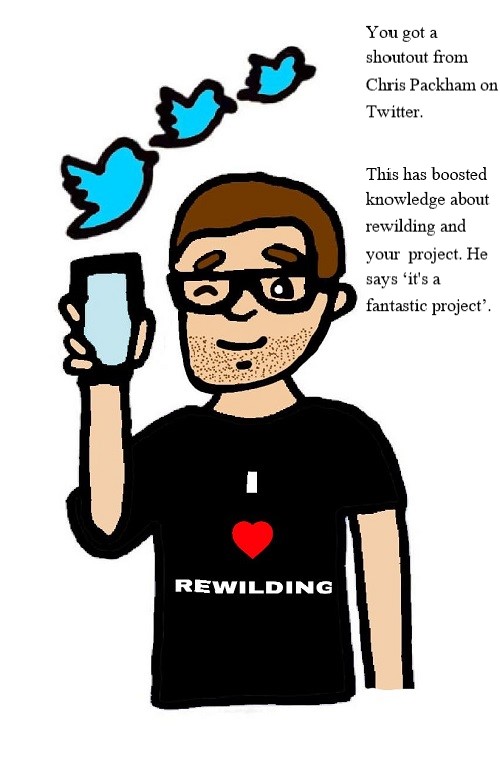 You got a
shoutout from
Chris Packham on
Twitter.
This has boosted
knowledge about
rewilding and
your project. He
says ‘it's a
fantastic project’.
I
REWILDING